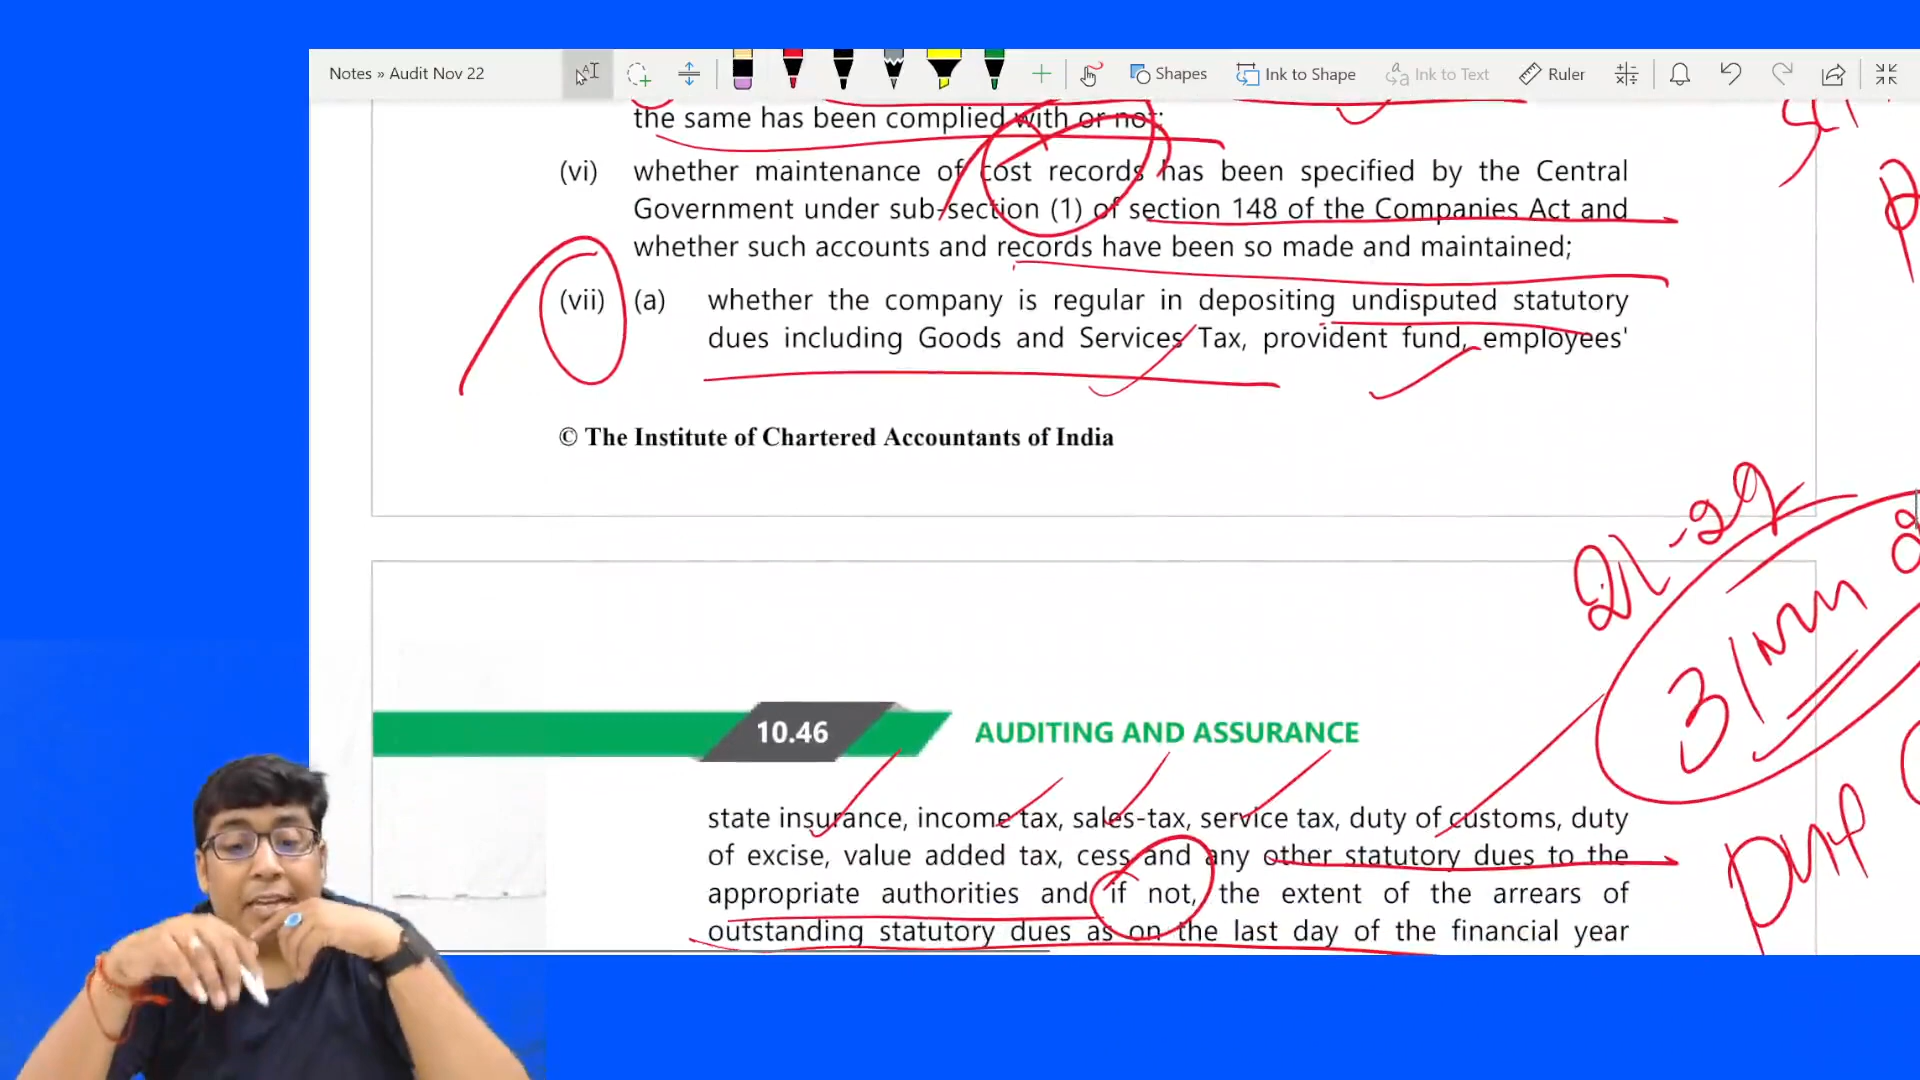 Notes » Audit Nov 22
Shapes
Ink to Shape
Ink to Text
Ruler
the same has been complied with or not;
(vi) whether maintenance of cost records has been specified by the Central
Government under sub-section (1) of section 148 of the Companies Act and
whether such accounts and records have been so made and maintained;
(vii) (a) whether the company is regular in depositing undisputed statutory
dues including Goods and Services Tax, provident fund, employees'
© The Institute of Chartered Accountants of India
21-22
10.46 AUDITING AND ASSURANCE
state insurance, income tax, sales-tax, service tax, duty of customs, duty
of excise, value added tax, cess and any other statutory dues to the
appropriate authorities and if not, the extent of the arrears of
outstanding statutory dues as on the last day of the financial year